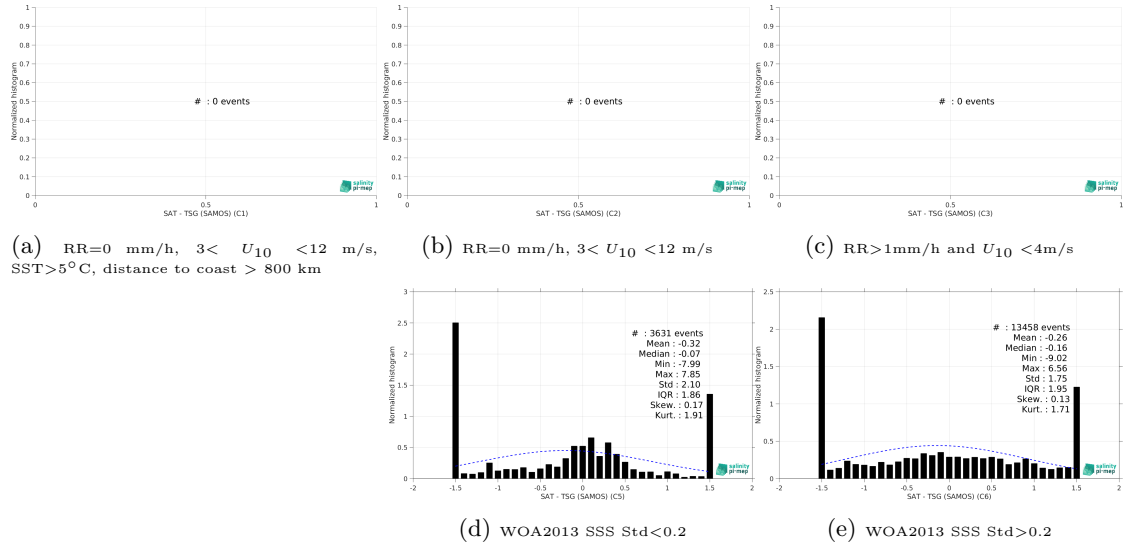 1
0.9
0.8
0.7
0.6
0.5
0.4
0.3
0.2
0.1
0
Normalized histogram
# : 0 events
salinity
pi-mep
0 0.5 1
SAT - TSG (SAMOS) (C1)
(a) RR=0 mm/h, 3< U10 <12 m/s,
SST>5°C, distance to coast > 800 km
1
0.9
0.8
0.7
0.6
0.5
0.4
0.3
0.2
0.1
0
Normalized histogram
# : 0 events
salinity
pi-mep
0 0.5 1
SAT - TSG (SAMOS) (C2)
(b) RR=0 mm/h, 3< U10 <12 m/s
1
0.9
0.8
0.7
0.6
0.5
0.4
0.3
0.2
0.1
0
Normalized histogram
# : 0 events
salinity
pi-mep
0 0.5 1
SAT - TSG (SAMOS) (C3)
(c) RR>1mm/h and U10 <4m/s
3
2.5
2
1.5
1
0.5
0
Normalized histogram
# : 3631 events
Mean : -0.32
Median : -0.07
Min : -7.99
Max : 7.85
Std : 2.10
IQR : 1.86
Skew. : 0.17
Kurt. : 1.91
salinity
pi-mep
-2 -1.5 -1 -0.5 0 0.5 1 1.5 2
SAT - TSG (SAMOS) (C5)
(d) WOA2013 SSS Std<0.2
2.5
2
1.5
1
0.5
0
Normalized histogram
# : 13458 events
Mean : -0.26
Median : -0.16
Min : -9.02
Max : 6.56
Std : 1.75
IQR : 1.95
Skew. : 0.13
Kurt. : 1.71
salinity
pi-mep
-2 -1.5 -1 -0.5 0 0.5 1 1.5 2
SAT - TSG (SAMOS) (C6)
(e) WOA2013 SSS Std>0.2